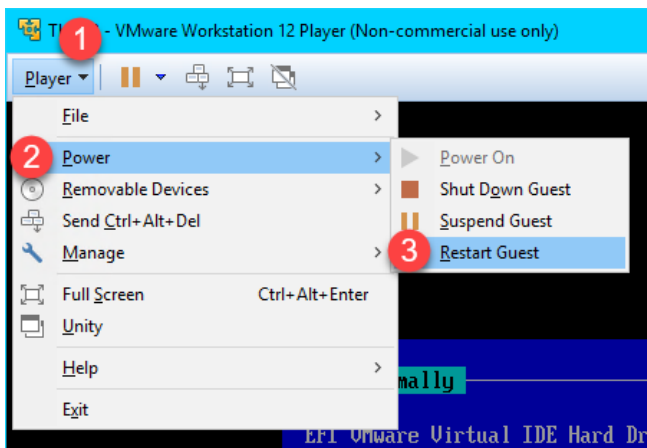 - VMware Workstation 12 Player (Non-commercial use only)
1
Player
File
2 Power
Power On
Removable Devices
Shut Down Guest
Send Ctrl+Alt+Del
Suspend Guest
Manage
3 Restart Guest
Full Screen Ctrl+Alt+Enter
Unity
Help
Exit
EFI VMware Virtual IDE Hard